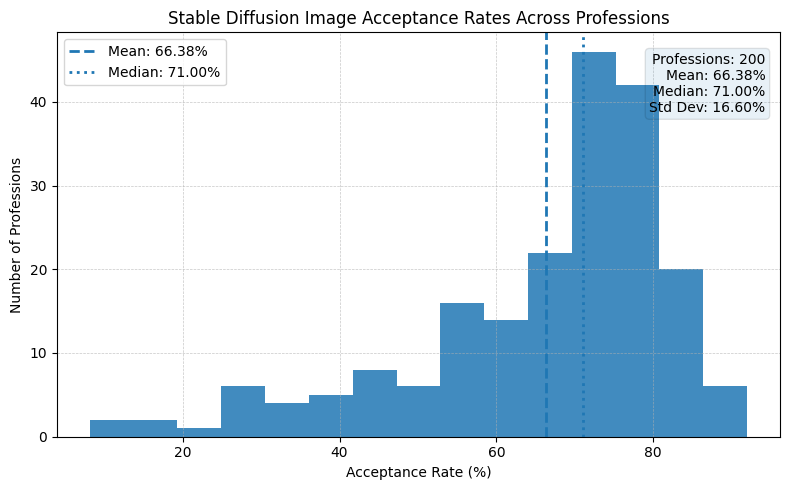 Stable Diffusion Image Acceptance Rates Across Professions
Mean: 66.38%
Median: 71.00%
Professions: 200
Mean: 66.38%
Median: 71.00%
Std Dev: 16.60%
Number of Professions
40
30
20
10
0
20
40
60
80
Acceptance Rate (%)